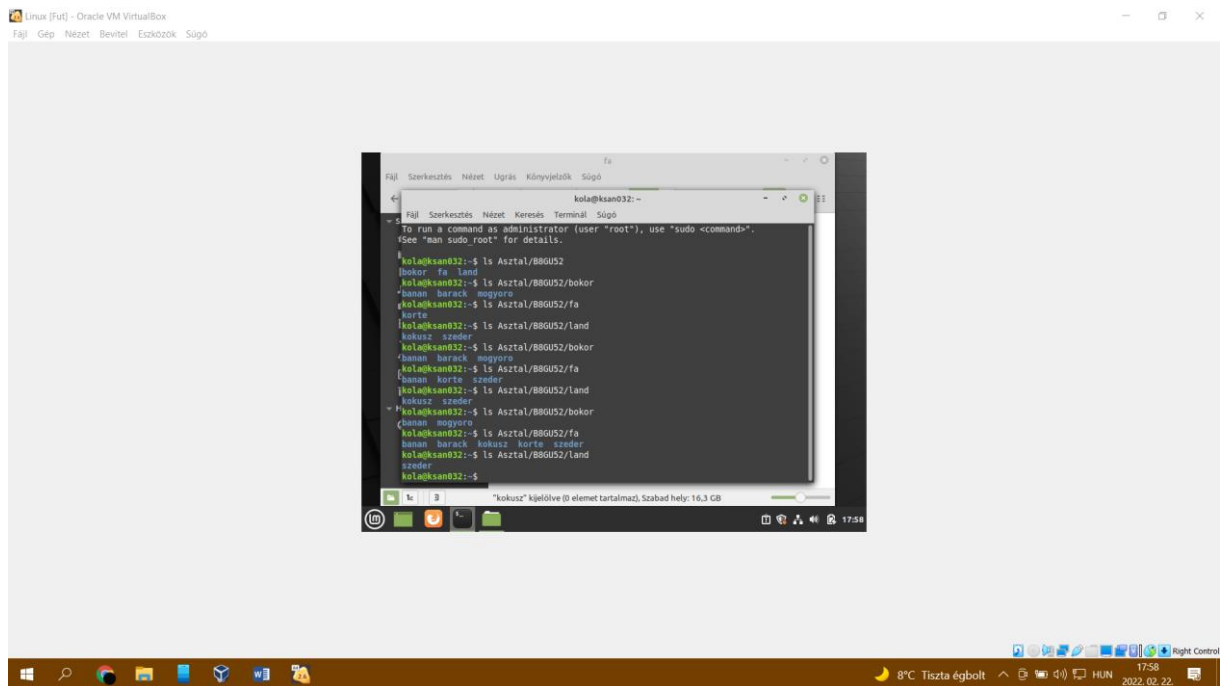 Linux [Fut] - Oracle VM VirtualBox
Fájl Gép Nézet Bevitel Eszközök Súgó
fa
Fájl Szerkesztés Nézet Ugrás Könyvjelzők Súgó
kola@ksan032: ~
Fájl Szerkesztés Nézet Keresés Terminál Súgó
To run a command as administrator (user "root"), use "sudo <command>".
See "man sudo_root" for details.
kola@ksan032:~$ ls Asztal/B8GU52
bokor fa land
kola@ksan032:~$ ls Asztal/B8GU52/bokor
banan barack mogyoro
kola@ksan032:~$ ls Asztal/B8GU52/fa
korte
kola@ksan032:~$ ls Asztal/B8GU52/land
kokusz szeder
kola@ksan032:~$ ls Asztal/B8GU52/bokor
banan barack mogyoro
kola@ksan032:~$ ls Asztal/B8GU52/fa
banan korte szeder
kola@ksan032:~$ ls Asztal/B8GU52/land
kokusz szeder
kola@ksan032:~$ ls Asztal/B8GU52/bokor
banan mogyoro
kola@ksan032:~$ ls Asztal/B8GU52/fa
banan barack kokusz korte szeder
kola@ksan032:~$ ls Asztal/B8GU52/land
szeder
kola@ksan032:~$
"kokusz" kijelölve (0 elemet tartalmaz), Szabad hely: 16,3 GB
17:58
Right Control
8°C Tiszta égbolt HUN 17:58
2022. 02. 22.